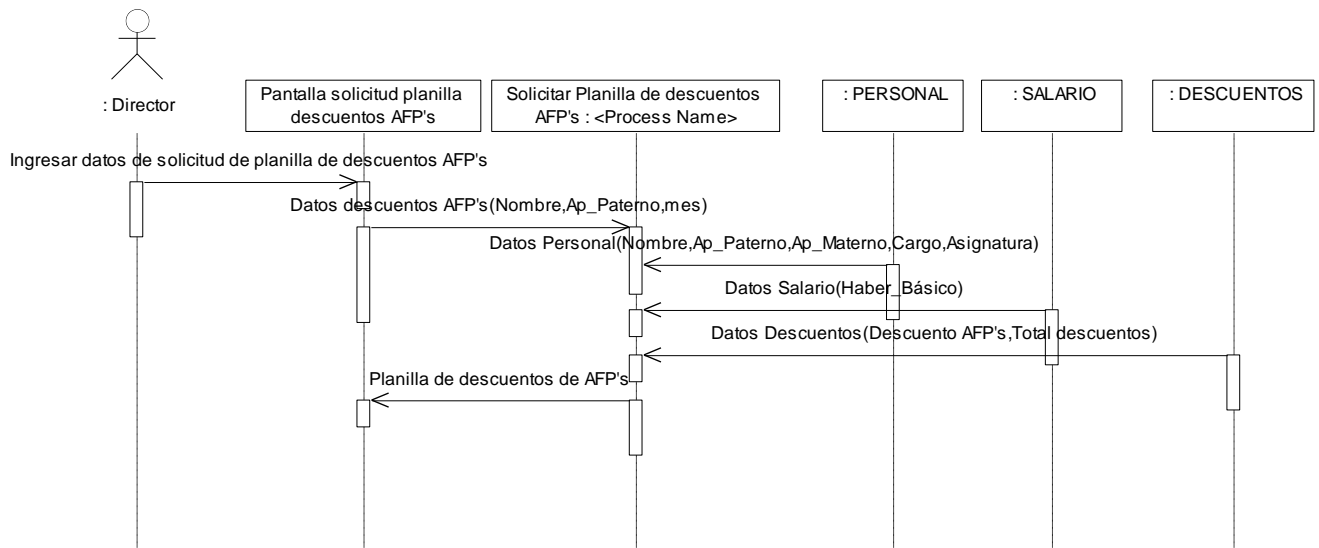 : Director
Pantalla solicitud planilla
descuentos AFP's
Solicitar Planilla de descuentos
AFP's : <Process Name>
: PERSONAL
: SALARIO
: DESCUENTOS
Ingresar datos de solicitud de planilla de descuentos AFP's
Datos descuentos AFP's(Nombre,Ap_Paterno,mes)
Datos Personal(Nombre,Ap_Paterno,Ap_Materno,Cargo,Asignatura)
Datos Salario(Haber_Básico)
Datos Descuentos(Descuento AFP's,Total descuentos)
Planilla de descuentos de AFP's